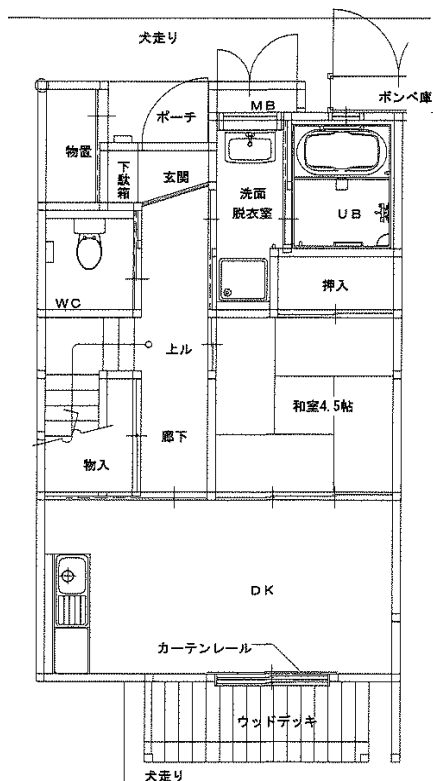 犬走り
ボンベ庫
MB
ポーチ
物置
下駄箱
玄関
洗面
脱衣室
UB
WC
押入
上ル
和室4.5帖
廊下
物入
DK
カーテンレール
ウッドデッキ
犬走り